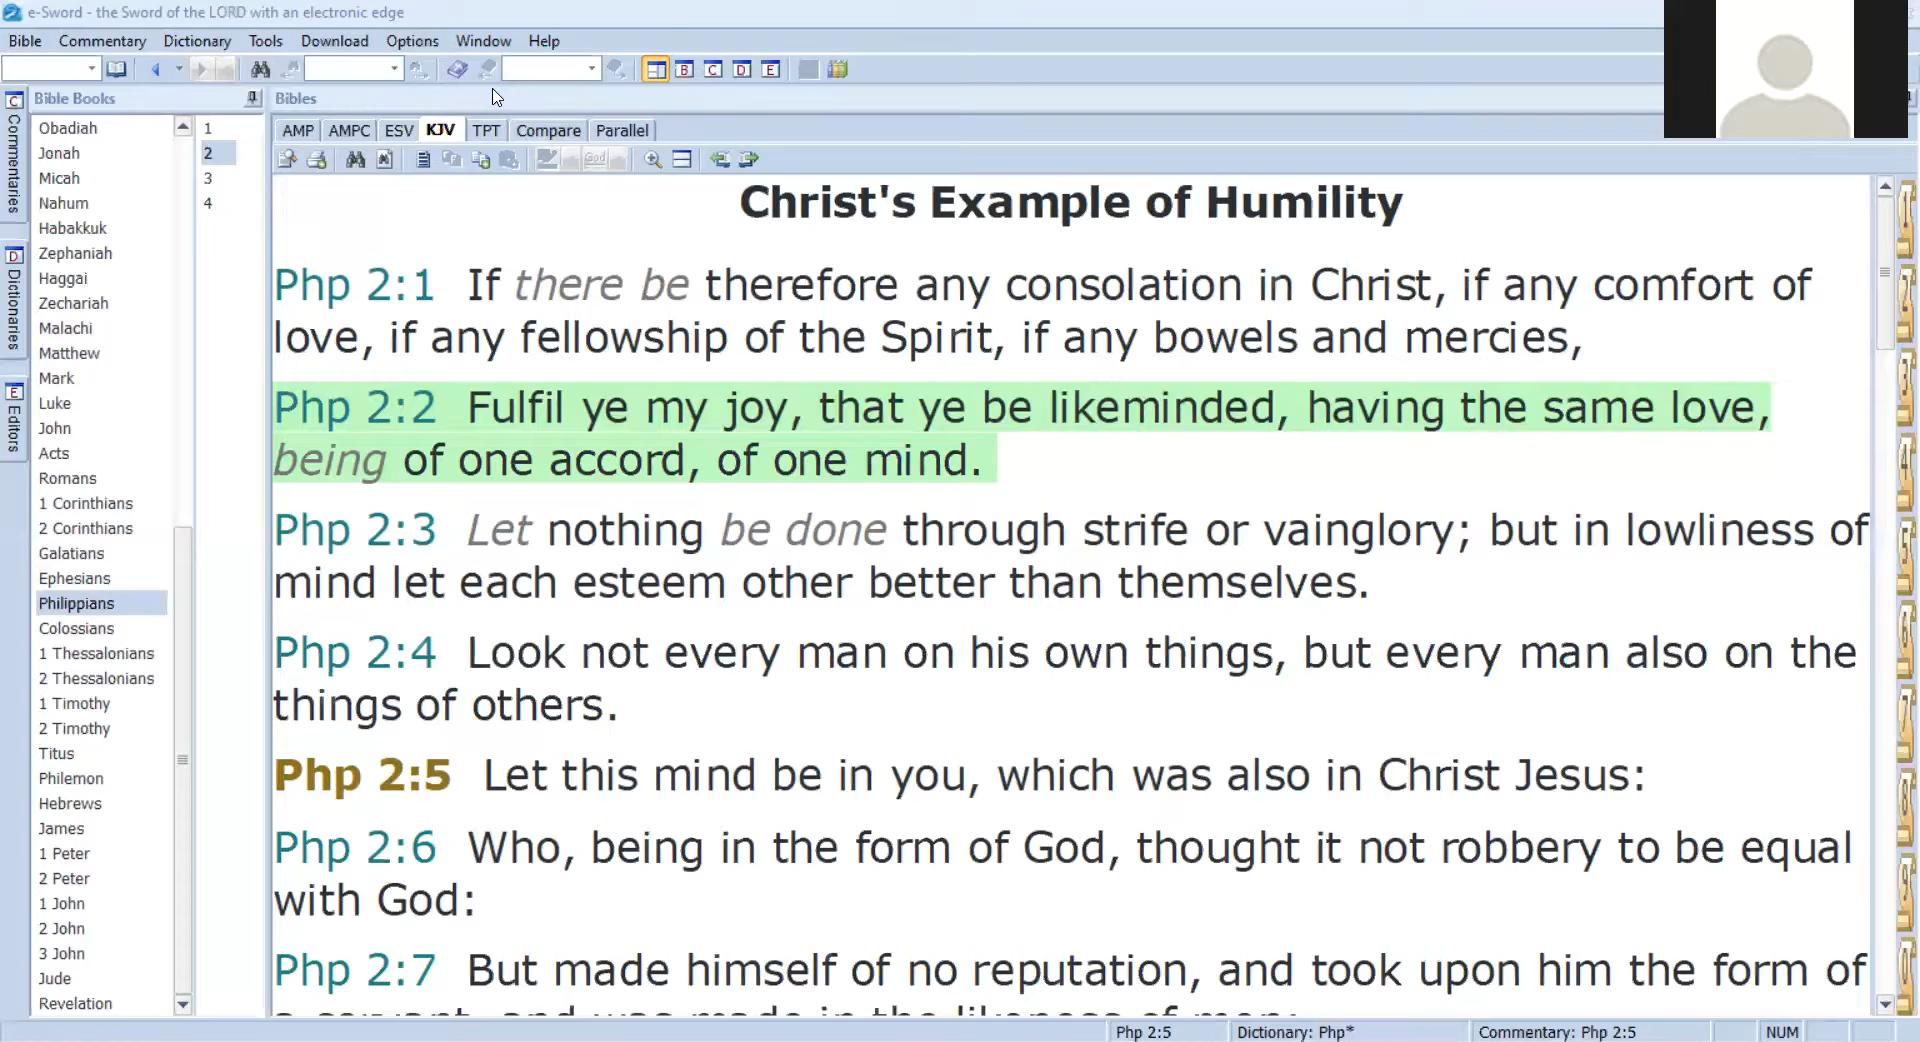 e-Sword - the Sword of the LORD with an electronic edge
Bible Commentary Dictionary Tools Download Options Window Help
B C D E
C Commentaries
D Dictionaries
E Editors
Bible Books
Obadiah
Jonah
Micah
Nahum
Habakkuk
Zephaniah
Haggai
Zechariah
Malachi
Matthew
Mark
Luke
John
Acts
Romans
1 Corinthians
2 Corinthians
Galatians
Ephesians
Philippians
Colossians
1 Thessalonians
2 Thessalonians
1 Timothy
2 Timothy
Titus
Philemon
Hebrews
James
1 Peter
2 Peter
1 John
2 John
3 John
Jude
Revelation
1
2
3
4
Bibles
AMP AMPC ESV KJV TPT Compare Parallel
God
Christ's Example of Humility
Php 2:1 If there be therefore any consolation in Christ, if any comfort of
love, if any fellowship of the Spirit, if any bowels and mercies,
Php 2:2 Fulfil ye my joy, that ye be likeminded, having the same love,
being of one accord, of one mind.
Php 2:3 Let nothing be done through strife or vainglory; but in lowliness of
mind let each esteem other better than themselves.
Php 2:4 Look not every man on his own things, but every man also on the
things of others.
Php 2:5 Let this mind be in you, which was also in Christ Jesus:
Php 2:6 Who, being in the form of God, thought it not robbery to be equal
with God:
Php 2:7 But made himself of no reputation, and took upon him the form of
a servant, and was made in the likeness of men:
Php 2:5 Dictionary: Php* Commentary: Php 2:5 NUM